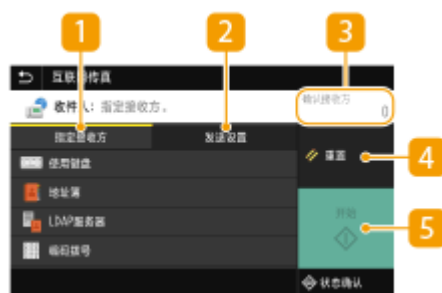 1
2
3
互联网传真
收件人: 指定接收方。
确认接收方
0
指定接收方
发送设置
使用键盘
重置
4
地址簿
LDAP服务器
开始
5
编码拨号
状态确认